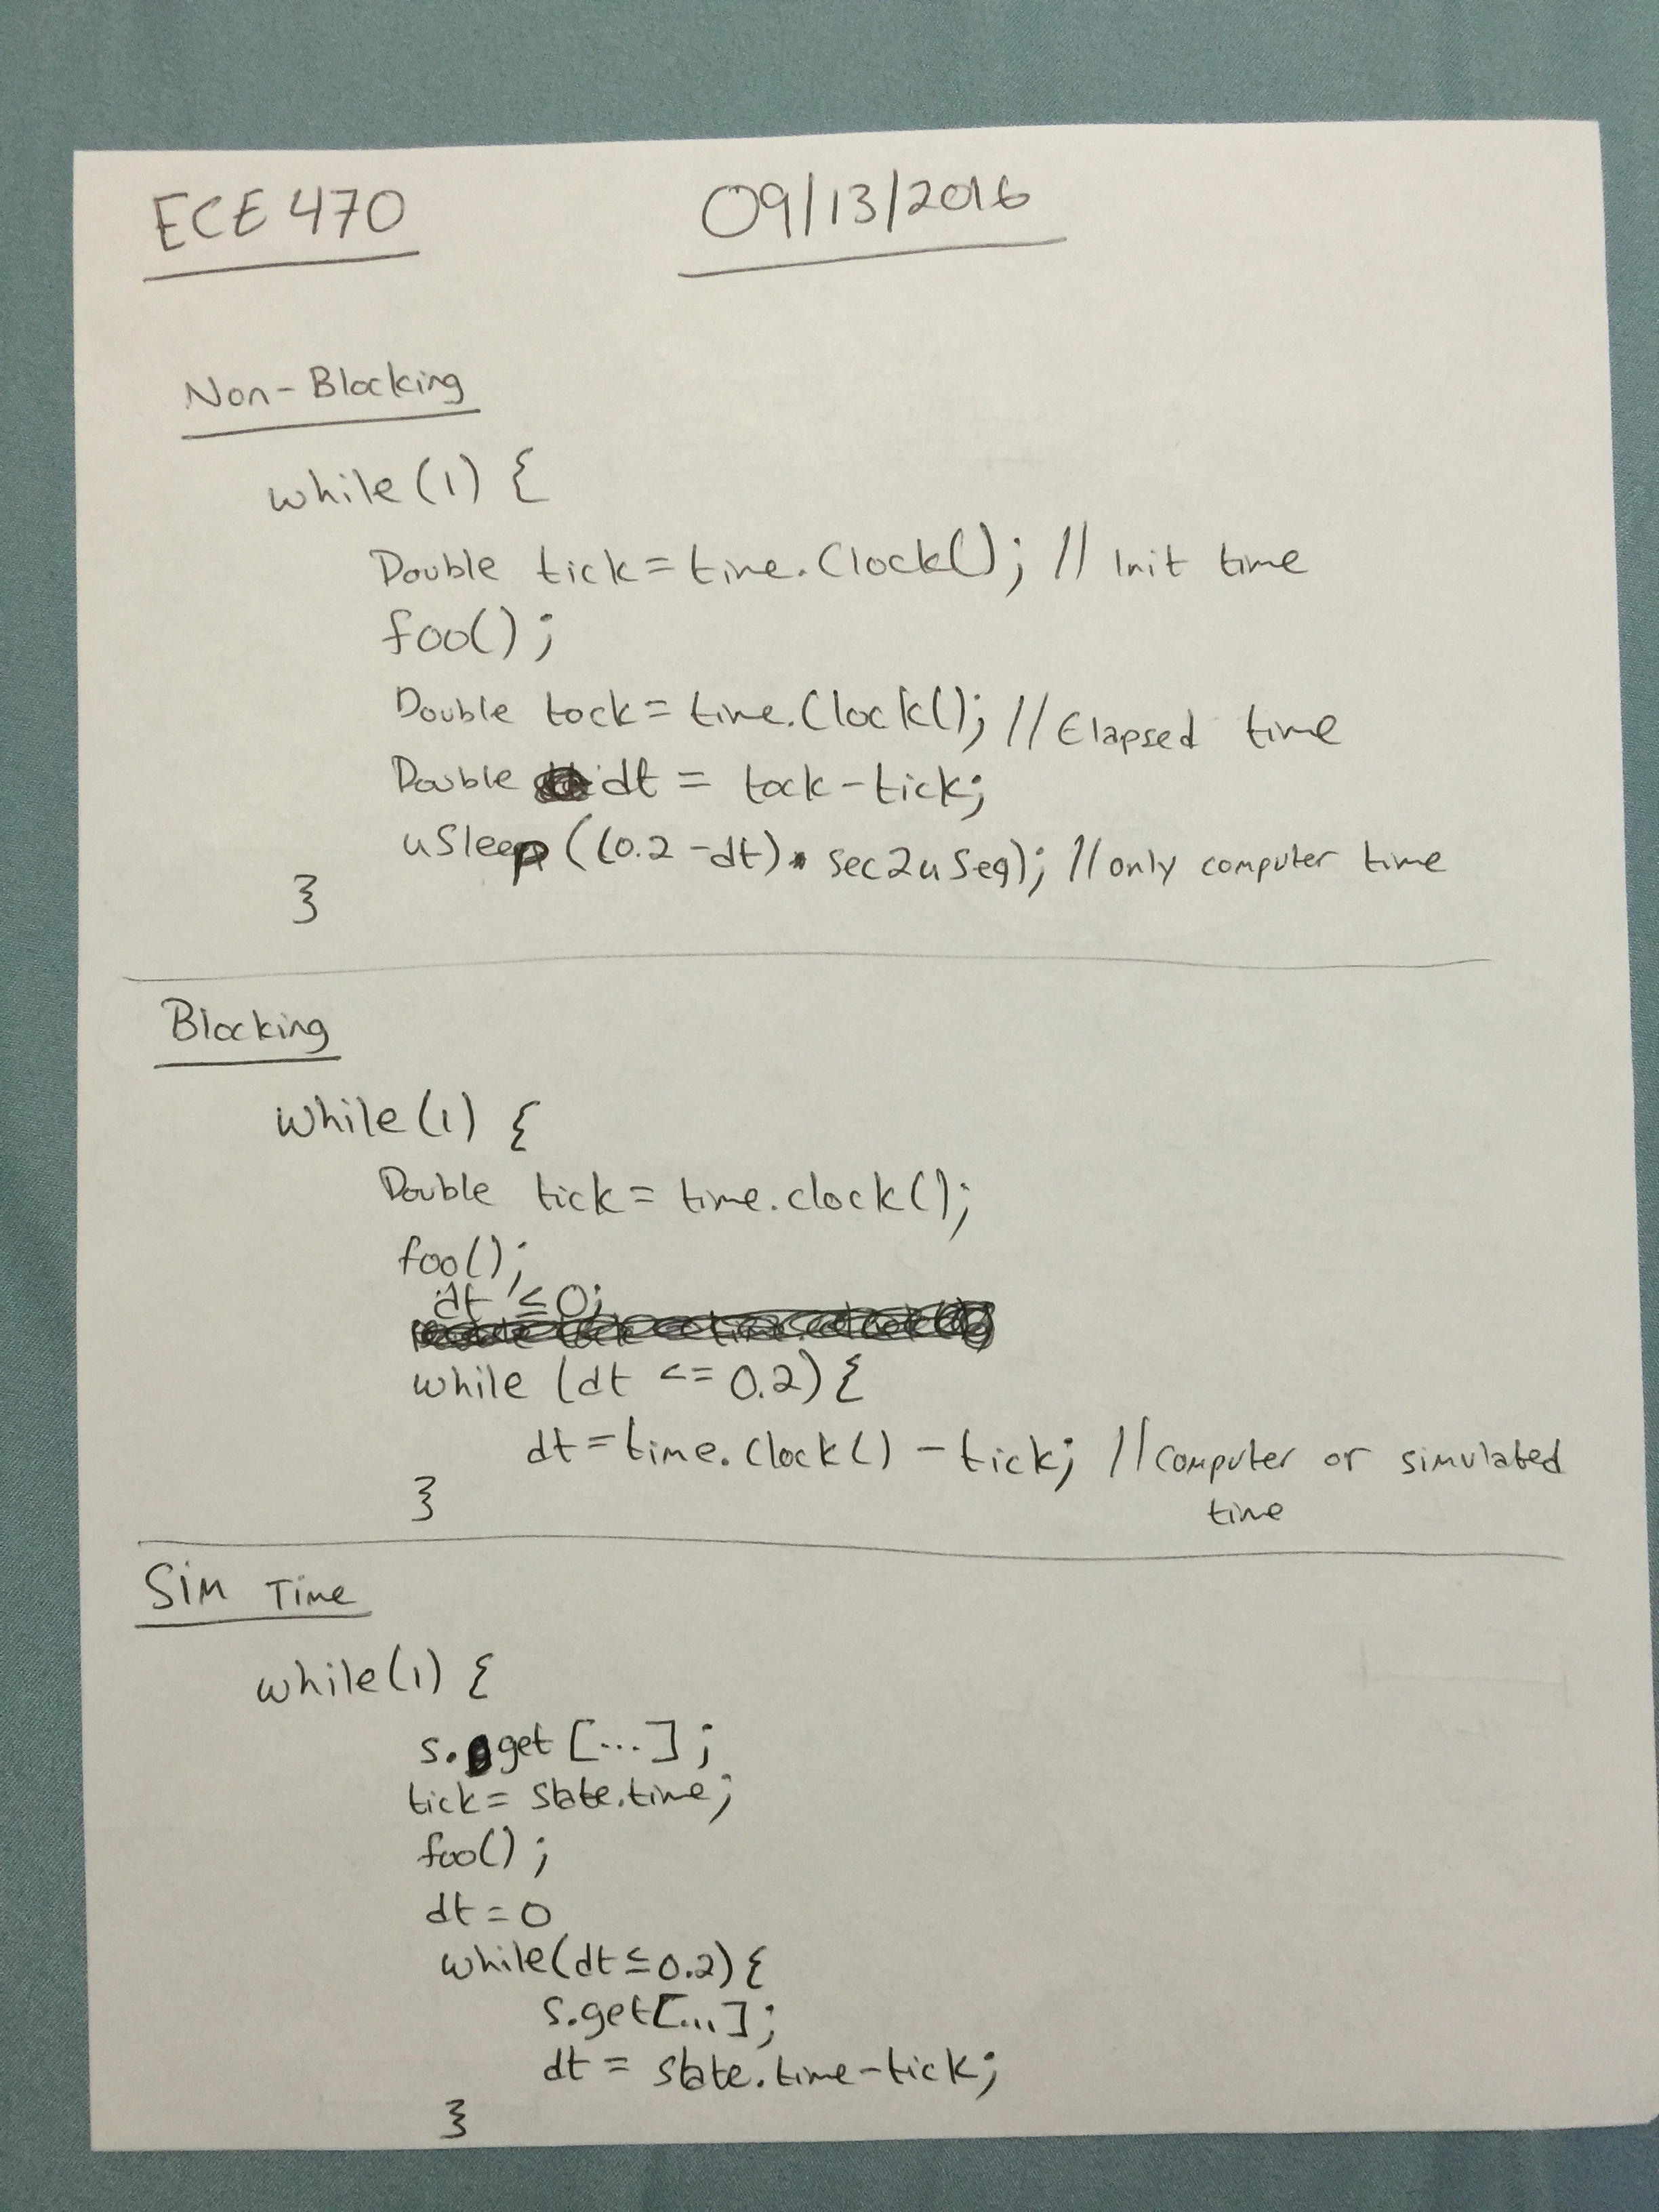 ECE 470 09/13/2016
Non-Blocking
while(1) {
Double tick = time.Clock(); // Init time
foo();
Double tock = time.Clock(); // Elapsed time
Double dt = tock - tick;
uSleep((0.2 - dt) * sec2uSeq); // only computer time
}
Blocking
while(1) {
Double tick = time.clock();
foo();
dt ≤ 0;
while (dt <= 0.2) {
dt = time.Clock() - tick; // computer or simulated
time
}
Sim Time
while(1) {
s.get [...];
tick = state.time;
foo();
dt = 0
while(dt ≤ 0.2) {
s.get[...];
dt = state.time - tick;
}